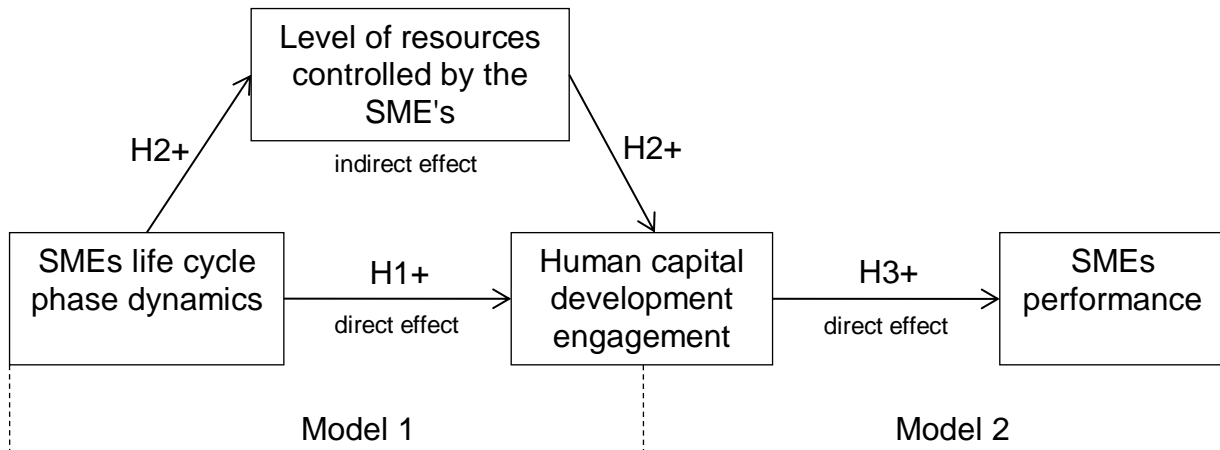 Level of resources
controlled by the
SME's
H2+
indirect effect
H2+
SMEs life cycle
phase dynamics
H1+
direct effect
Human capital
development
engagement
H3+
direct effect
SMEs
performance
Model 1
Model 2